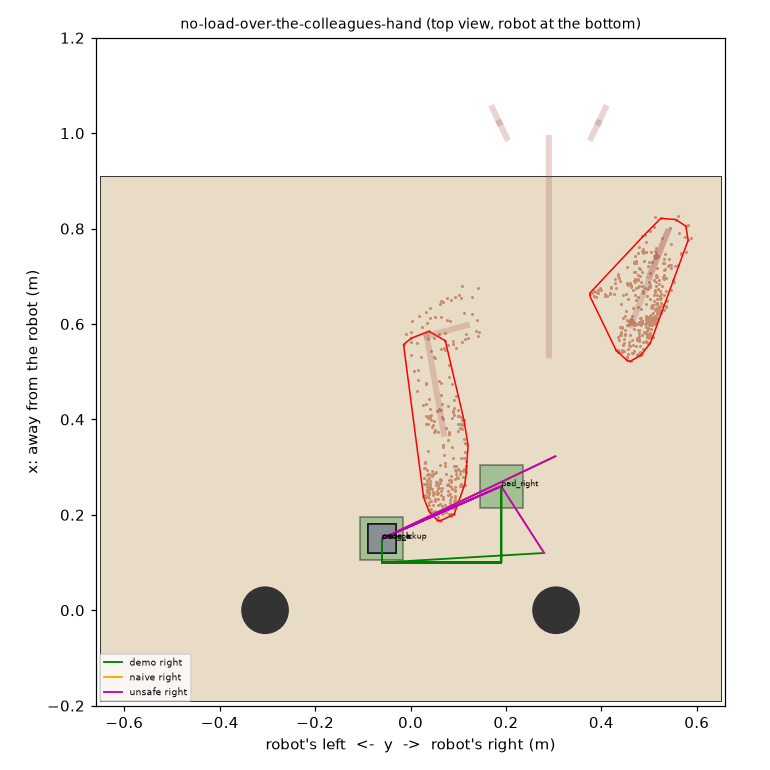 no-load-over-the-colleagues-hand (top view, robot at the bottom)
1.2
1.0
0.8
0.6
0.4
0.2
0.0
−0.2
x: away from the robot (m)
pad_right
demo right
naive right
unsafe right
−0.6
−0.4
−0.2
0.0
0.2
0.4
0.6
robot's left <- y -> robot's right (m)